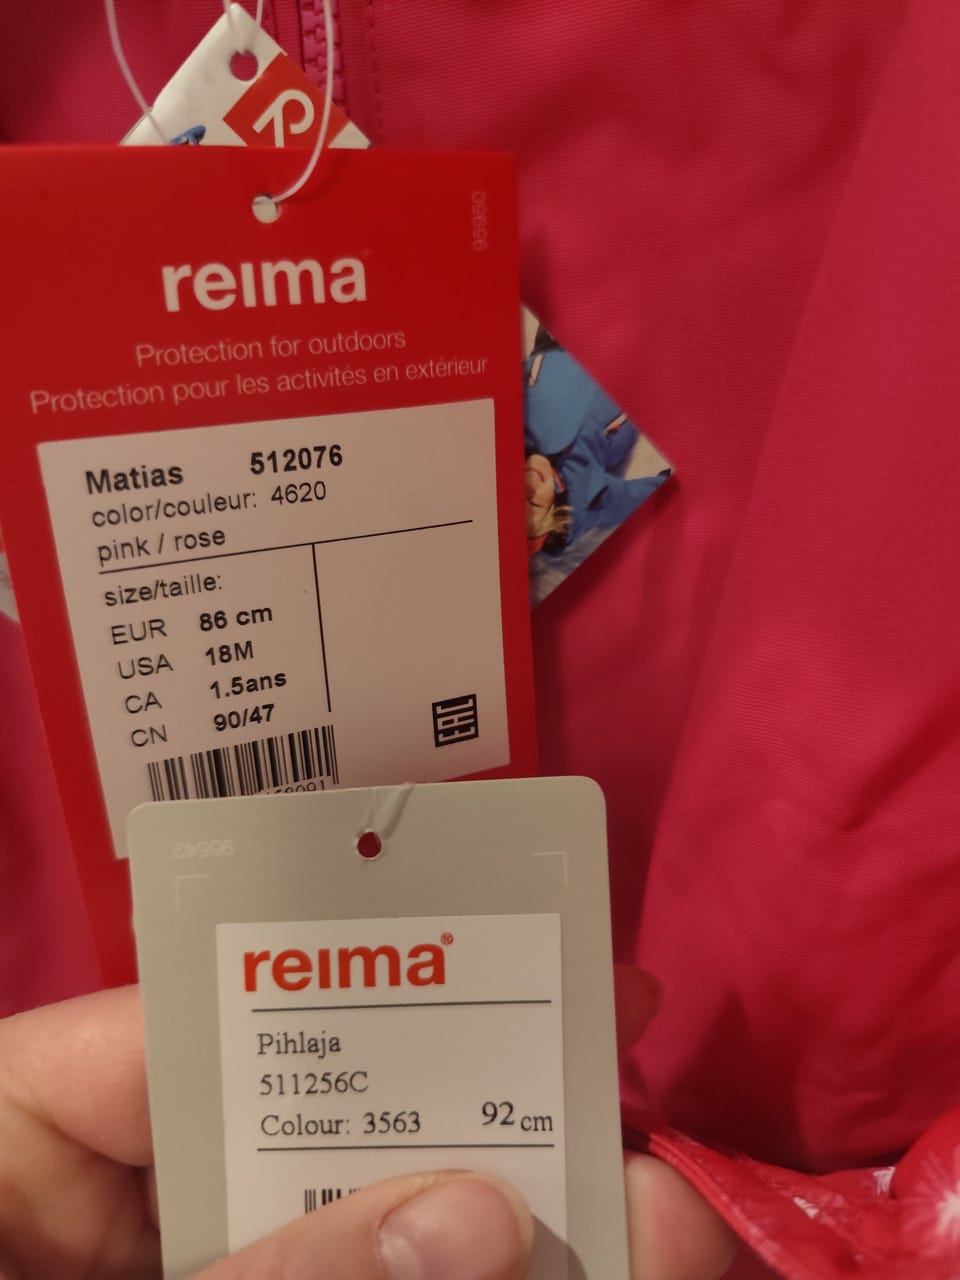 95950
reima
Protection for outdoors
Protection pour les activités en extérieur
Matias 512076
color/couleur: 4620
pink / rose
size/taille:
EUR 86 cm
USA 18M
CA 1.5ans
CN 90/47
EAC
95542
reima®
Pihlaja
511256C
Colour: 3563 92 cm